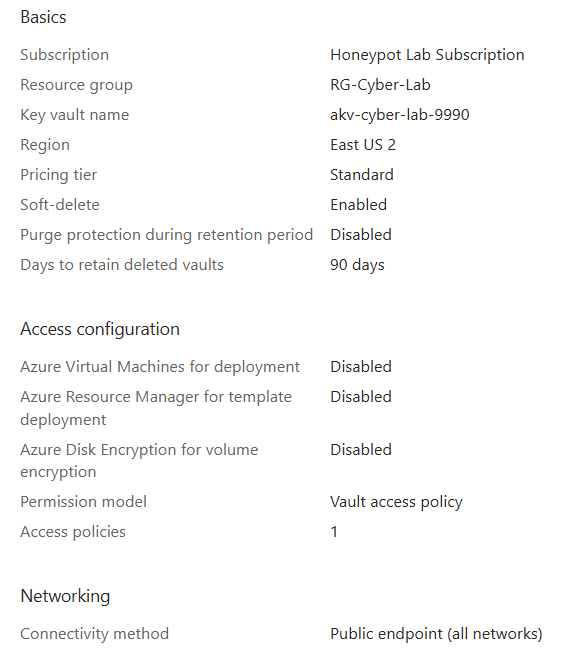 Basics
Subscription Honeypot Lab Subscription
Resource group RG-Cyber-Lab
Key vault name akv-cyber-lab-9990
Region East US 2
Pricing tier Standard
Soft-delete Enabled
Purge protection during retention period Disabled
Days to retain deleted vaults 90 days
Access configuration
Azure Virtual Machines for deployment Disabled
Azure Resource Manager for template Disabled
deployment
Azure Disk Encryption for volume Disabled
encryption
Permission model Vault access policy
Access policies 1
Networking
Connectivity method Public endpoint (all networks)